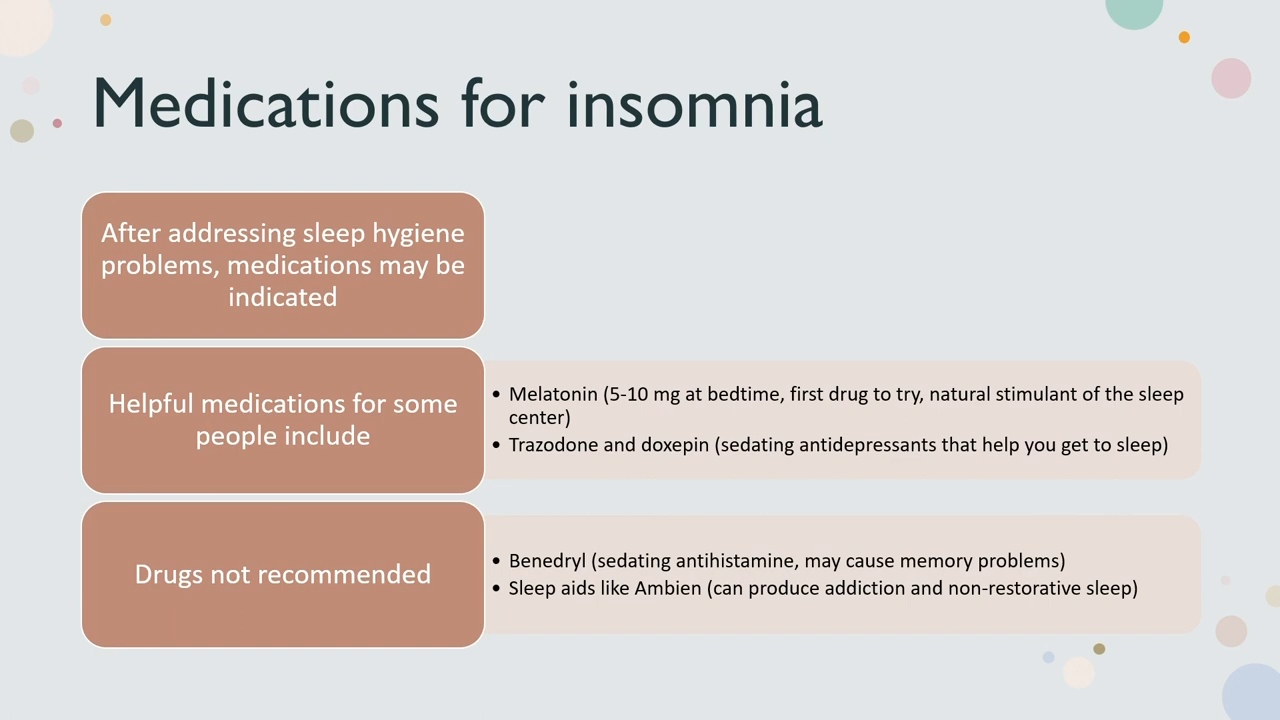 Medications for insomnia
After addressing sleep hygiene
problems, medications may be
indicated
Helpful medications for some
people include
• Melatonin (5-10 mg at bedtime, first drug to try, natural stimulant of the sleep
center)
• Trazodone and doxepin (sedating antidepressants that help you get to sleep)
Drugs not recommended
• Benedryl (sedating antihistamine, may cause memory problems)
• Sleep aids like Ambien (can produce addiction and non-restorative sleep)